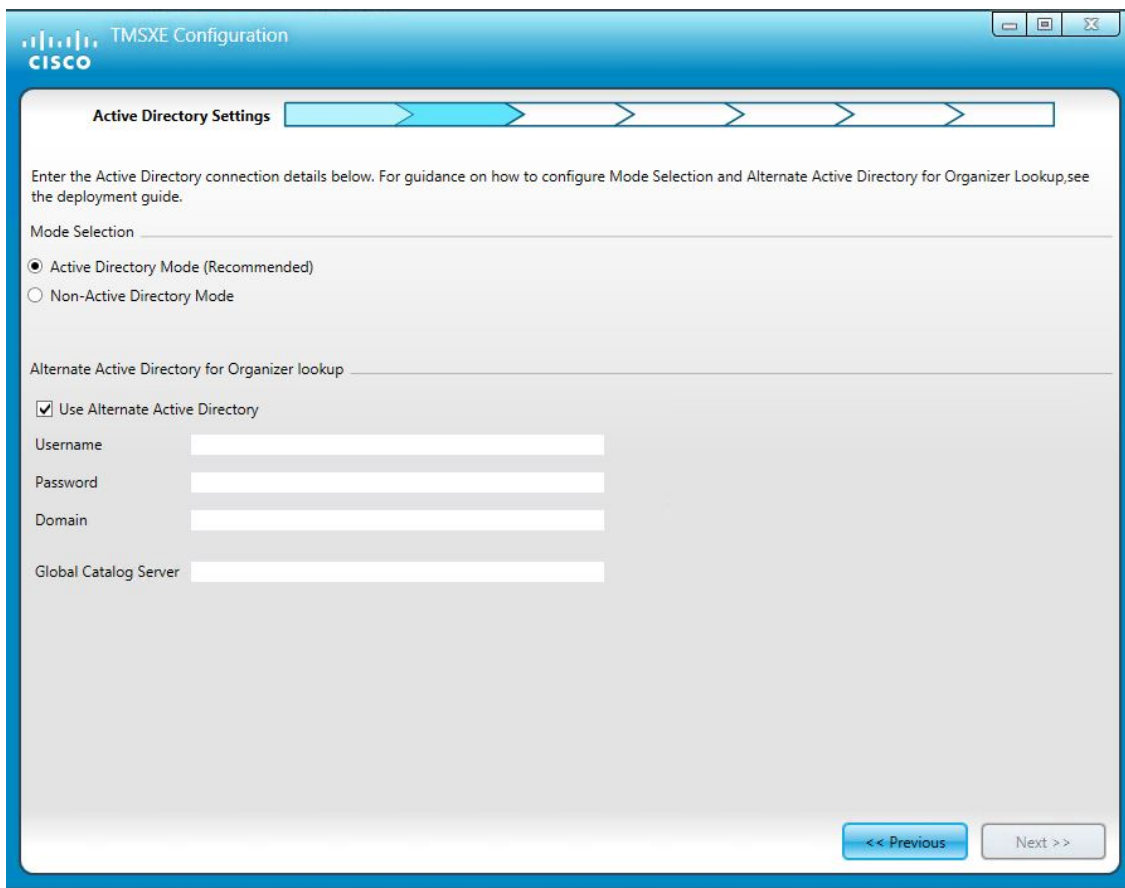 TMSXE Configuration
CISCO
Active Directory Settings
Enter the Active Directory connection details below. For guidance on how to configure Mode Selection and Alternate Active Directory for Organizer Lookup,see
the deployment guide.
Mode Selection
Active Directory Mode (Recommended)
Non-Active Directory Mode
Alternate Active Directory for Organizer lookup
Use Alternate Active Directory
Username
Password
Domain
Global Catalog Server
<< Previous
Next >>